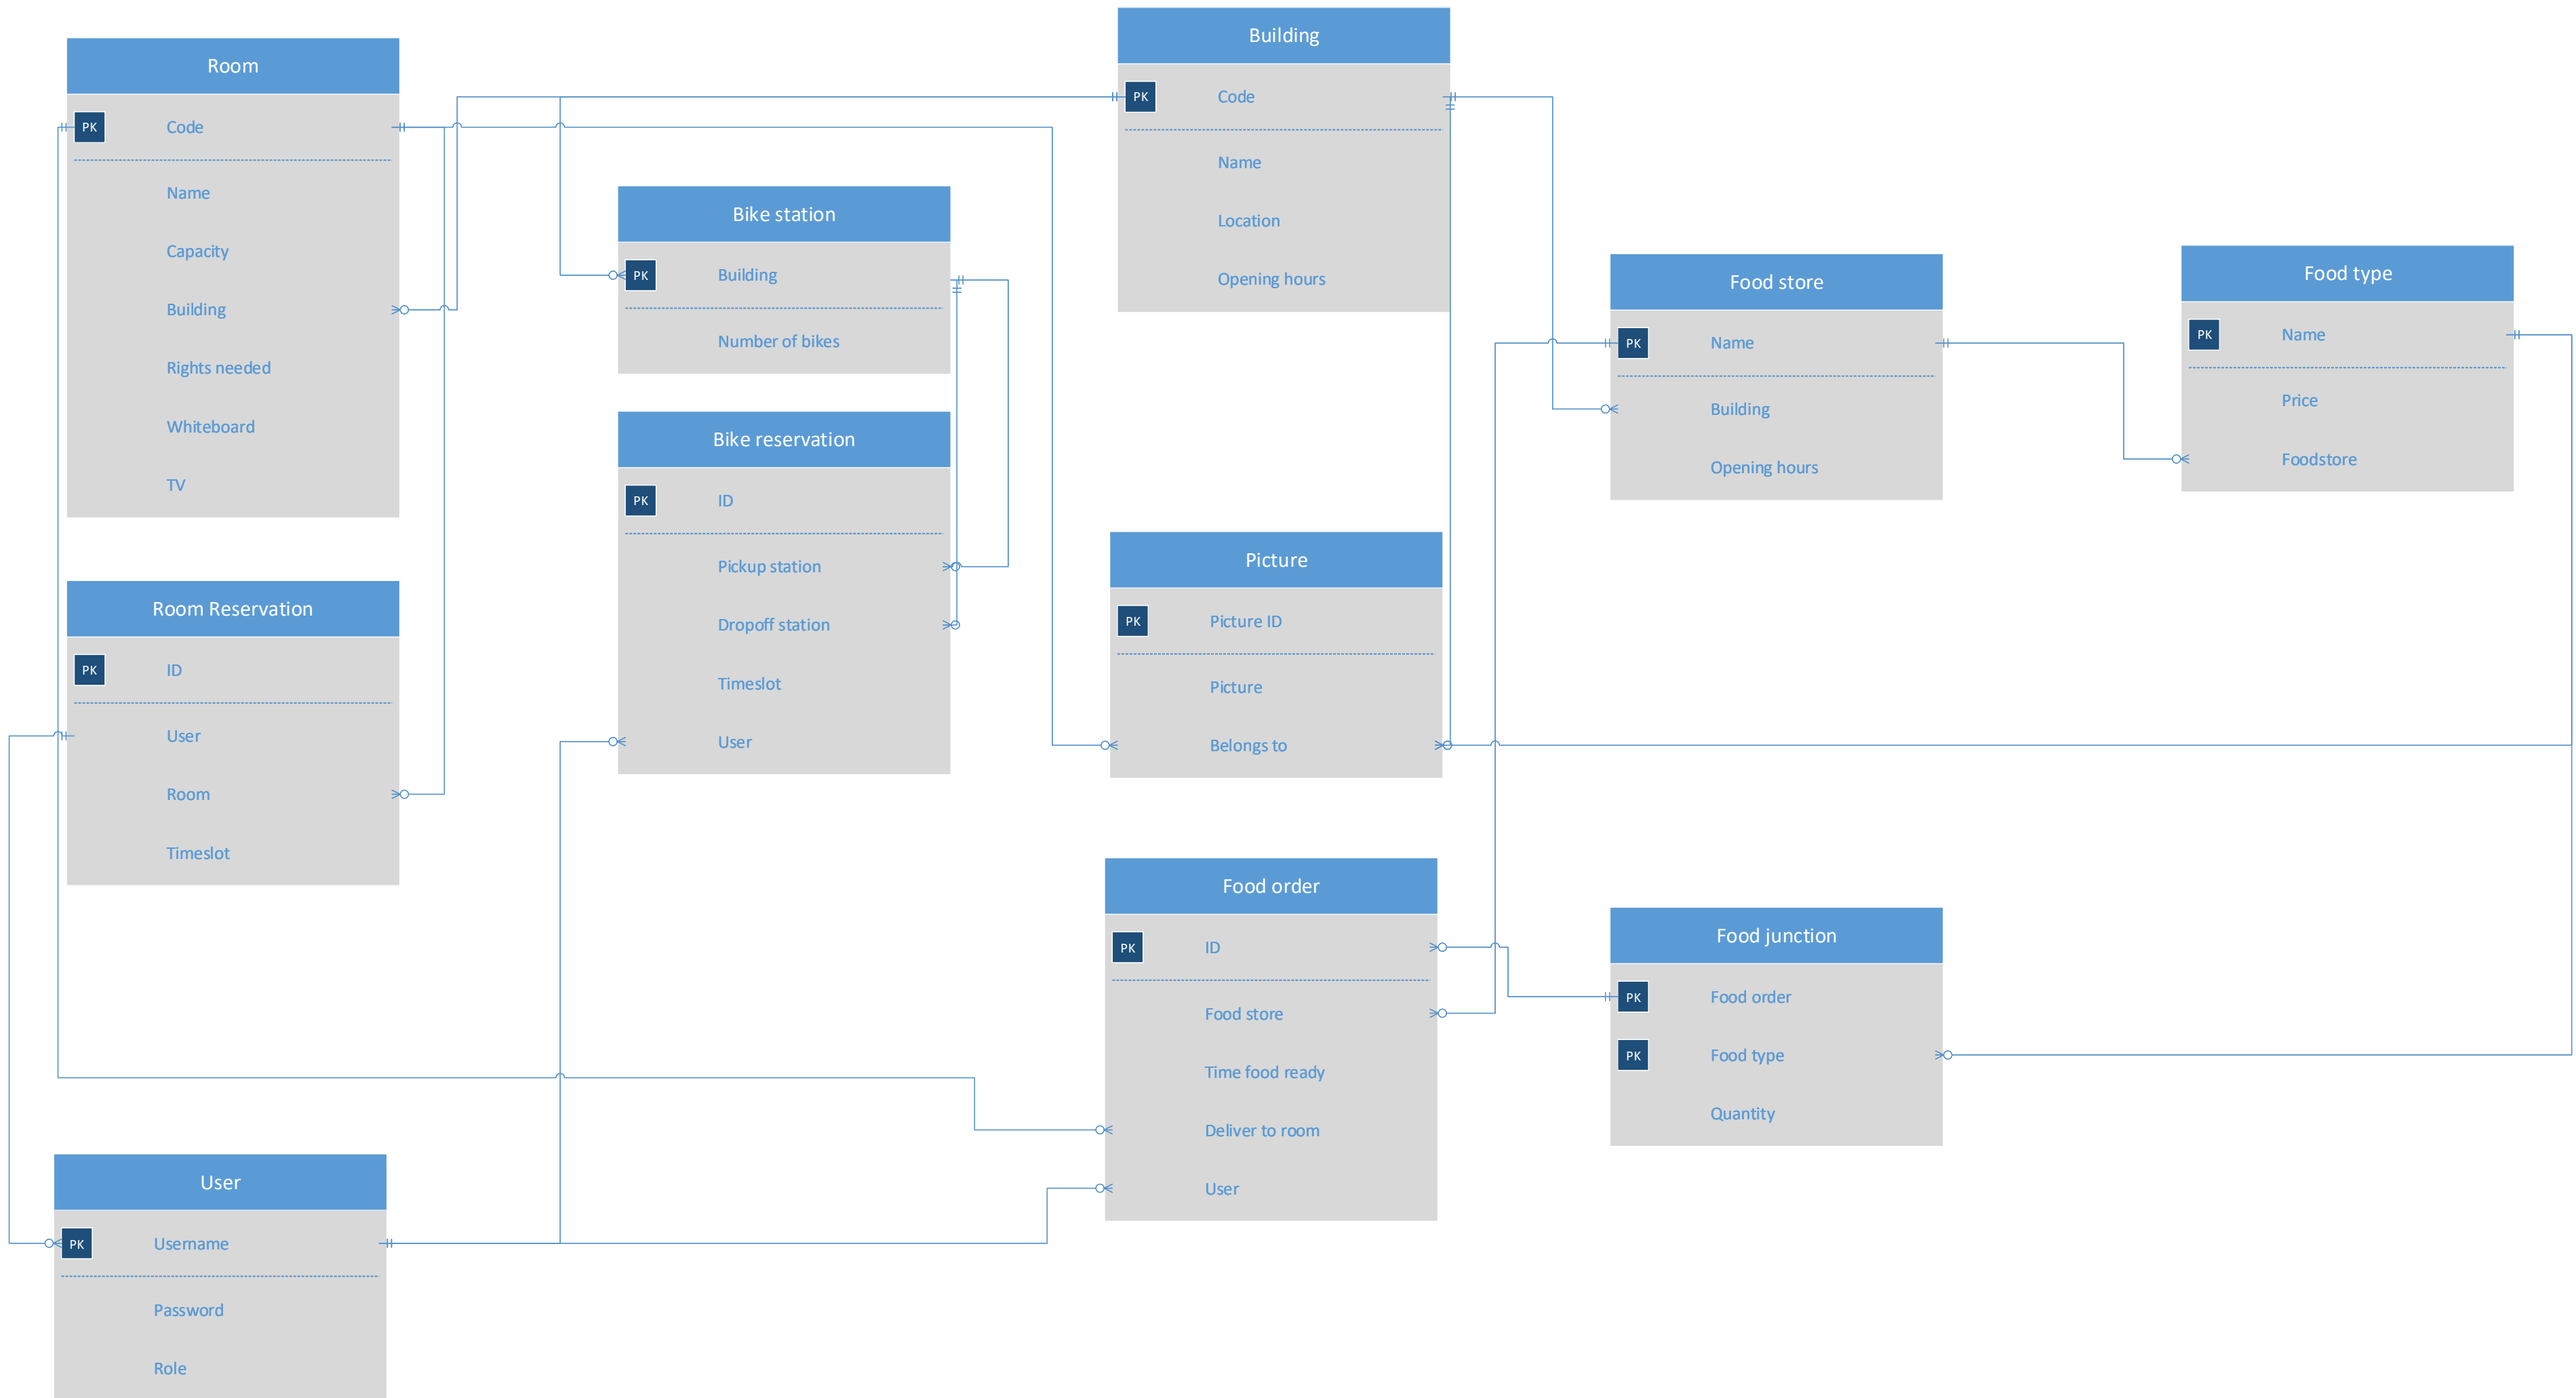 Room
PK Code
Name
Capacity
Building
Rights needed
Whiteboard
TV
Room Reservation
PK ID
User
Room
Timeslot
User
PK Username
Password
Role
Bike station
PK Building
Number of bikes
Bike reservation
PK ID
Pickup station
Dropoff station
Timeslot
User
Building
PK Code
Name
Location
Opening hours
Picture
PK Picture ID
Picture
Belongs to
Food order
PK ID
Food store
Time food ready
Deliver to room
User
Food store
PK Name
Building
Opening hours
Food junction
PK Food order
PK Food type
Quantity
Food type
PK Name
Price
Foodstore